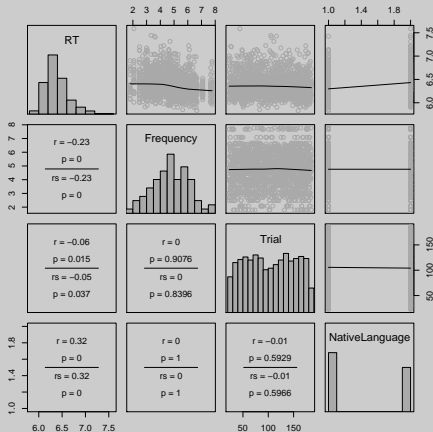 2 3 4 5 6 7 8
1.0 1.4 1.8
RT
6.0 6.5 7.0 7.5
2 3 4 5 6 7 8
r = −0.23
p = 0
rs = −0.23
p = 0
Frequency
r = −0.06
p = 0.015
rs = −0.05
p = 0.037
r = 0
p = 0.9076
rs = 0
p = 0.8396
Trial
50 100 150
1.0 1.2 1.4 1.6 1.8
r = 0.32
p = 0
rs = 0.32
p = 0
r = 0
p = 1
rs = 0
p = 1
r = −0.01
p = 0.5929
rs = −0.01
p = 0.5966
NativeLanguage
6.0 6.5 7.0 7.5
50 100 150